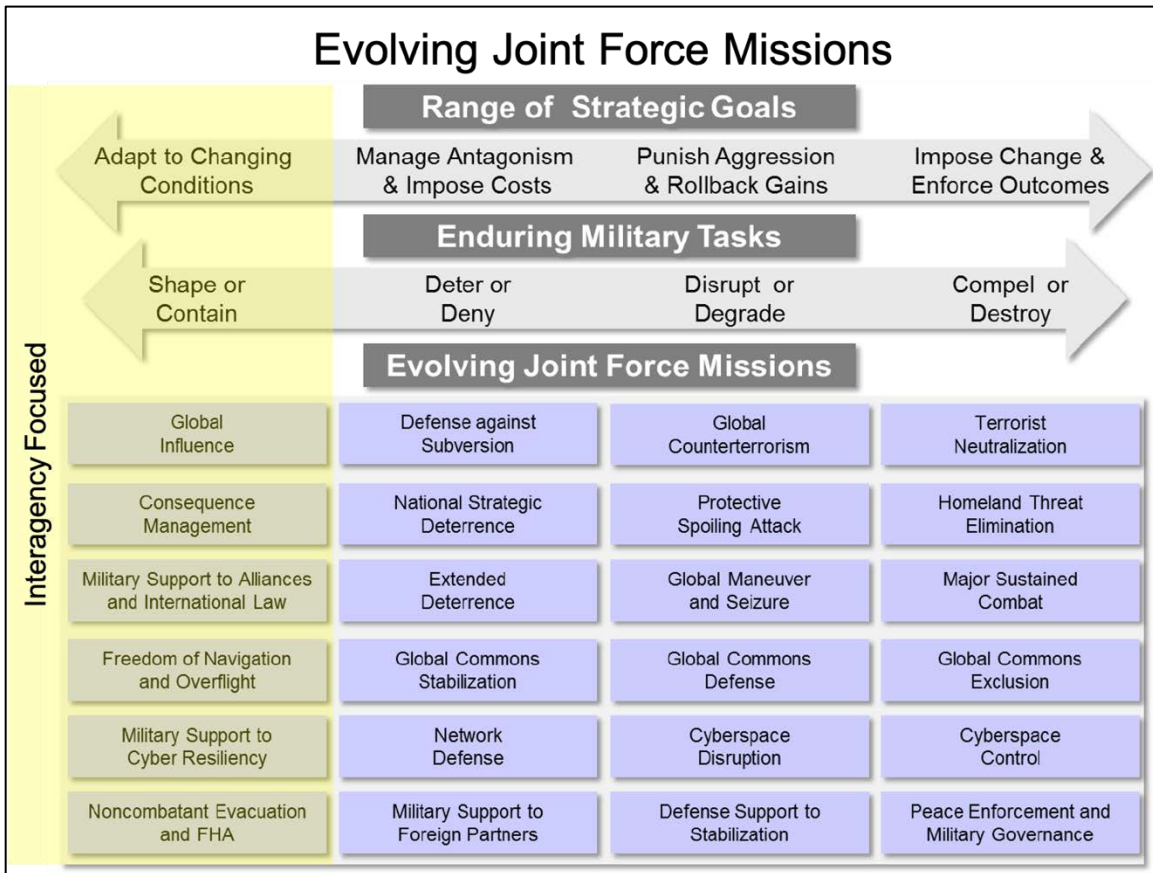 Evolving Joint Force Missions
Range of Strategic Goals
Adapt to Changing
Conditions
Manage Antagonism
& Impose Costs
Punish Aggression
& Rollback Gains
Impose Change &
Enforce Outcomes
Enduring Military Tasks
Shape or
Contain
Deter or
Deny
Disrupt or
Degrade
Compel or
Destroy
Evolving Joint Force Missions
Interagency Focused
Global
Influence
Defense against
Subversion
Global
Counterterrorism
Terrorist
Neutralization
Consequence
Management
National Strategic
Deterrence
Protective
Spoiling Attack
Homeland Threat
Elimination
Military Support to Alliances
and International Law
Extended
Deterrence
Global Maneuver
and Seizure
Major Sustained
Combat
Freedom of Navigation
and Overflight
Global Commons
Stabilization
Global Commons
Defense
Global Commons
Exclusion
Military Support to
Cyber Resiliency
Network
Defense
Cyberspace
Disruption
Cyberspace
Control
Noncombatant Evacuation
and FHA
Military Support to
Foreign Partners
Defense Support to
Stabilization
Peace Enforcement and
Military Governance